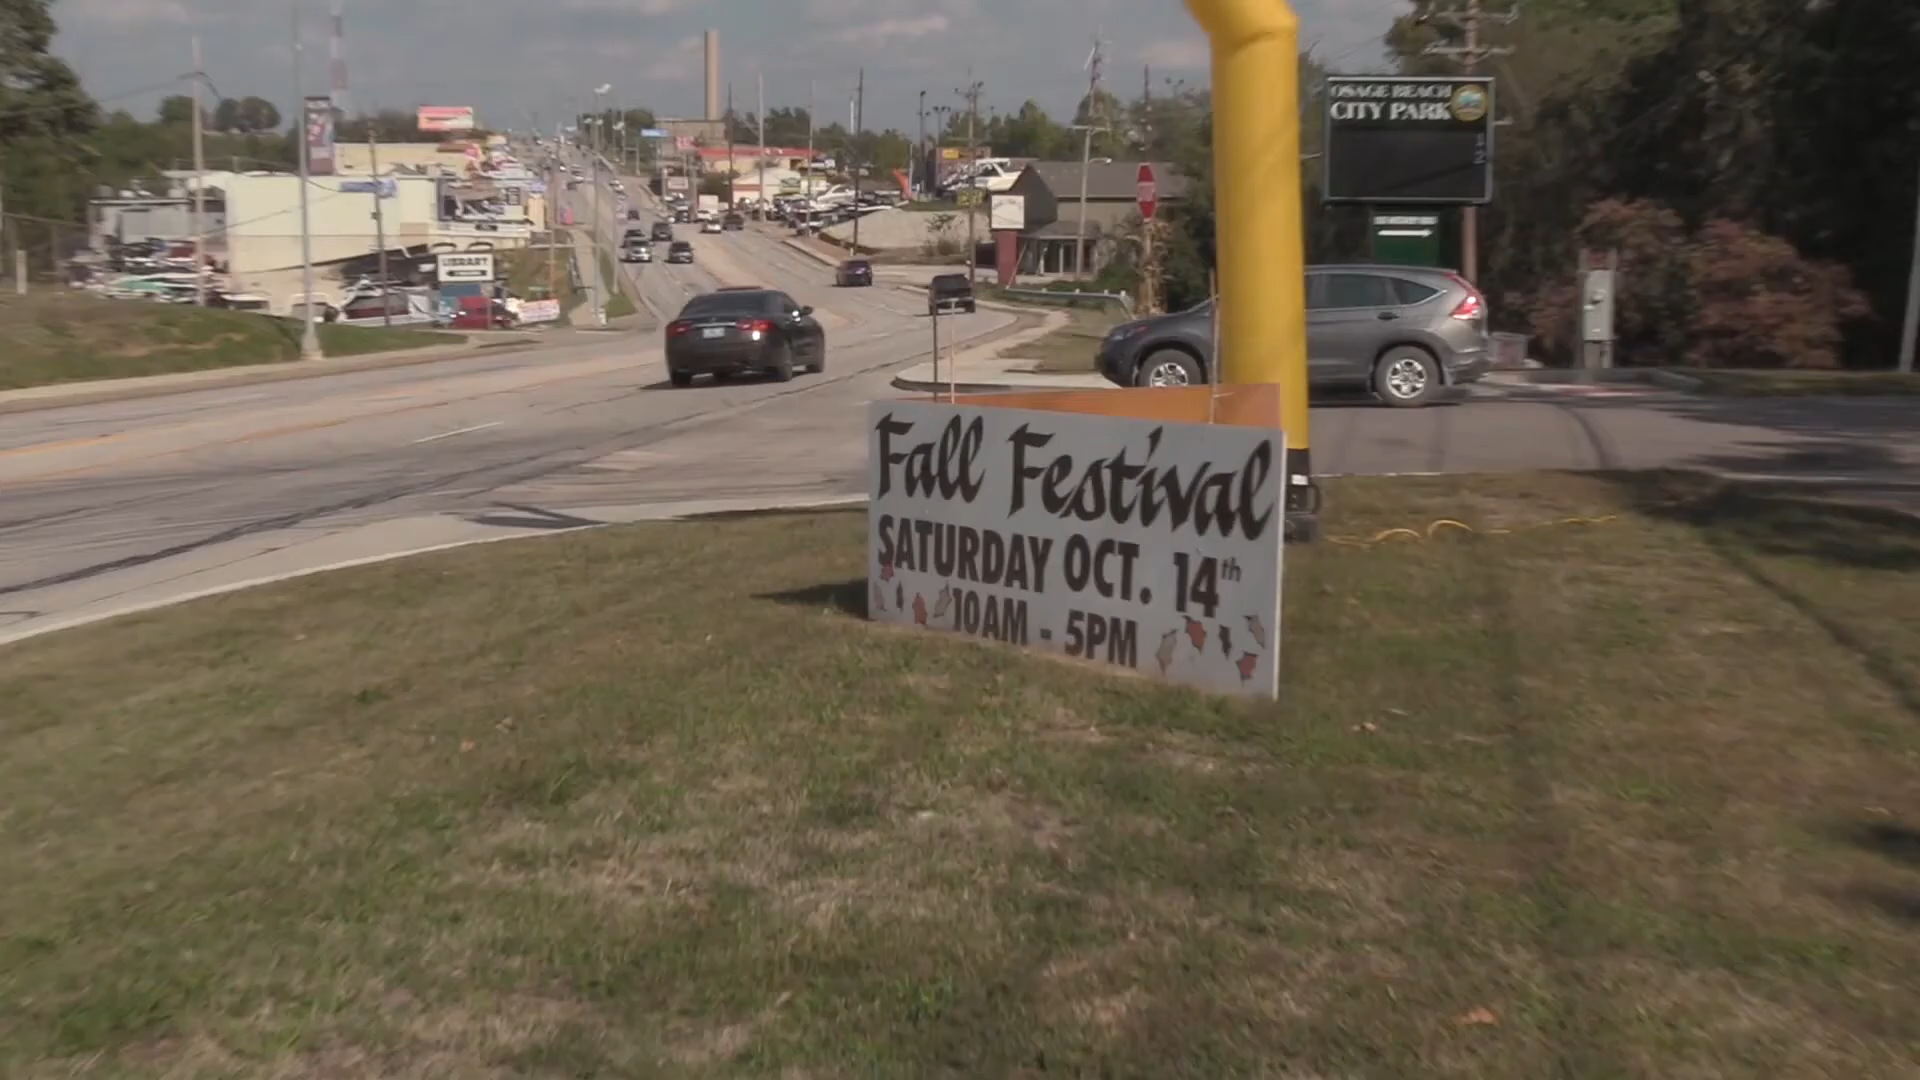 OSAGE BEACH
CITY PARK
LIBRARY
Fall Festival
SATURDAY OCT. 14th
10AM - 5PM